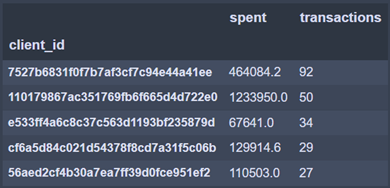 spent transactions
client_id
7527b6831f0f7b7af3cf7c94e44a41ee 464084.2 92
110179867ac351769fb6f665d4d722e0 1233950.0 50
e533ff4a6c8c37c563d1193bf235879d 67641.0 34
cf6a5d84c021d54378f8cd7a31f5c06b 129914.6 29
56aed2cf4b30a7ea7ff39d0fce951ef2 110503.0 27